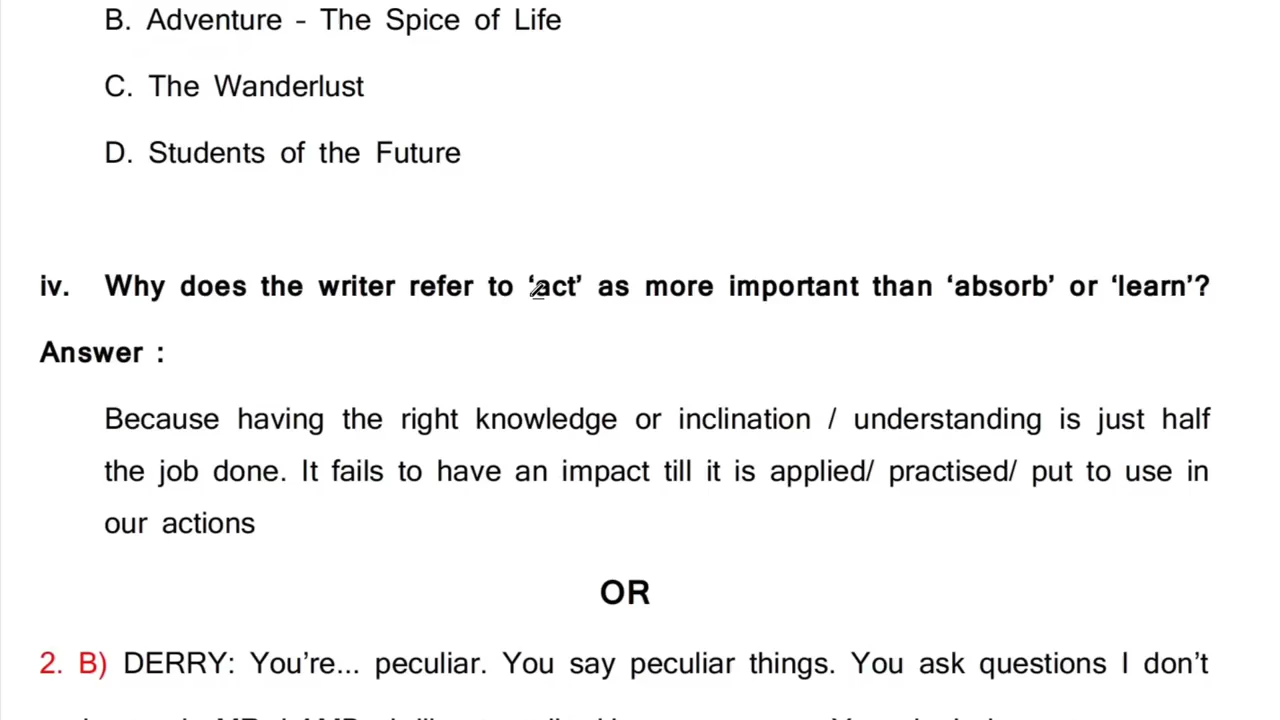 B. Adventure - The Spice of Life
C. The Wanderlust
D. Students of the Future
iv. Why does the writer refer to ‘act’ as more important than ‘absorb’ or ‘learn’?
Answer :
Because having the right knowledge or inclination / understanding is just half
the job done. It fails to have an impact till it is applied/ practised/ put to use in
our actions
OR
2. B) DERRY: You’re... peculiar. You say peculiar things. You ask questions I don’t